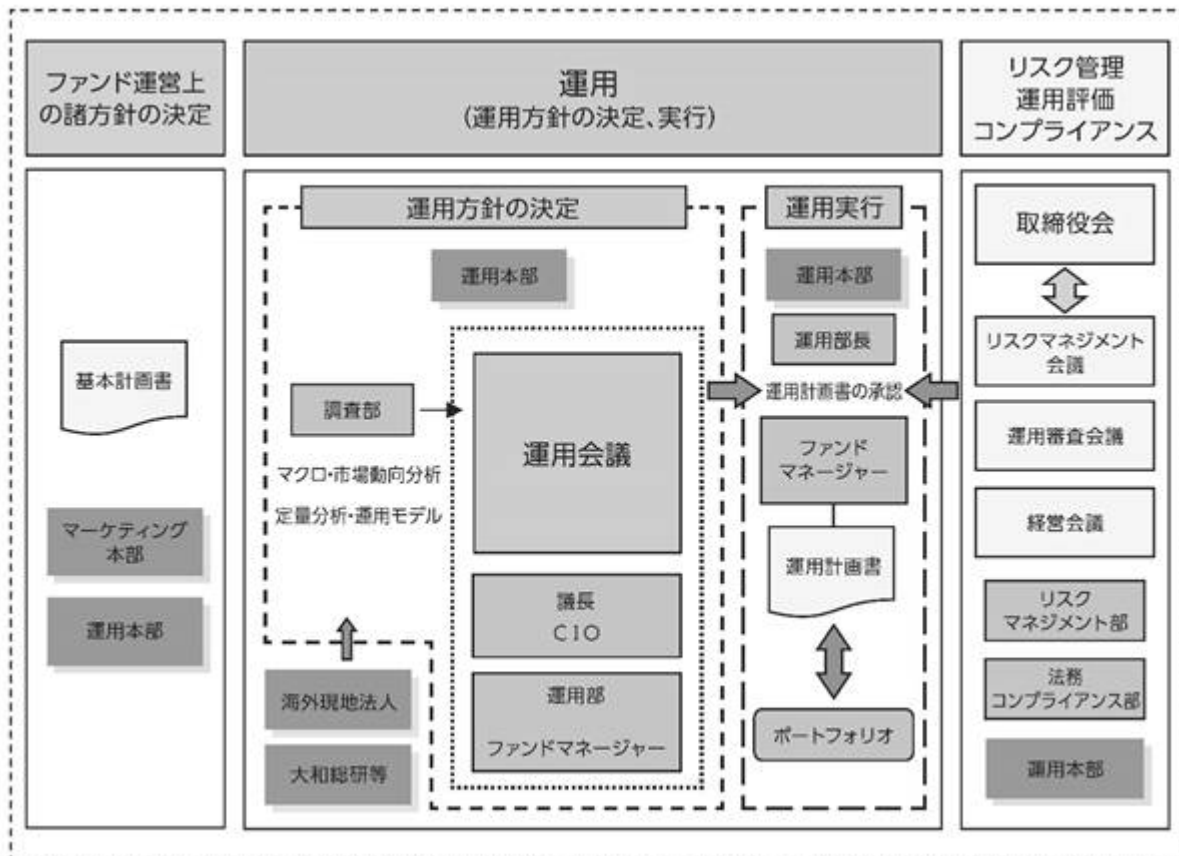 ファンド運営上
の諸方針の決定
運用
(運用方針の決定、実行)
リスク管理
運用評価
コンプライアンス
基本計画書
マーケティング
本部
運用本部
運用方針の決定
運用本部
調査部
マクロ・市場動向分析
定量分析・運用モデル
海外現地法人
大和総研等
運用会議
議長
CIO
運用部
ファンドマネージャー
運用実行
運用本部
運用部長
運用計画書の承認
ファンド
マネージャー
運用計画書
ポートフォリオ
取締役会
リスクマネジメント
会議
運用審査会議
経営会議
リスク
マネジメント部
法務
コンプライアンス部
運用本部